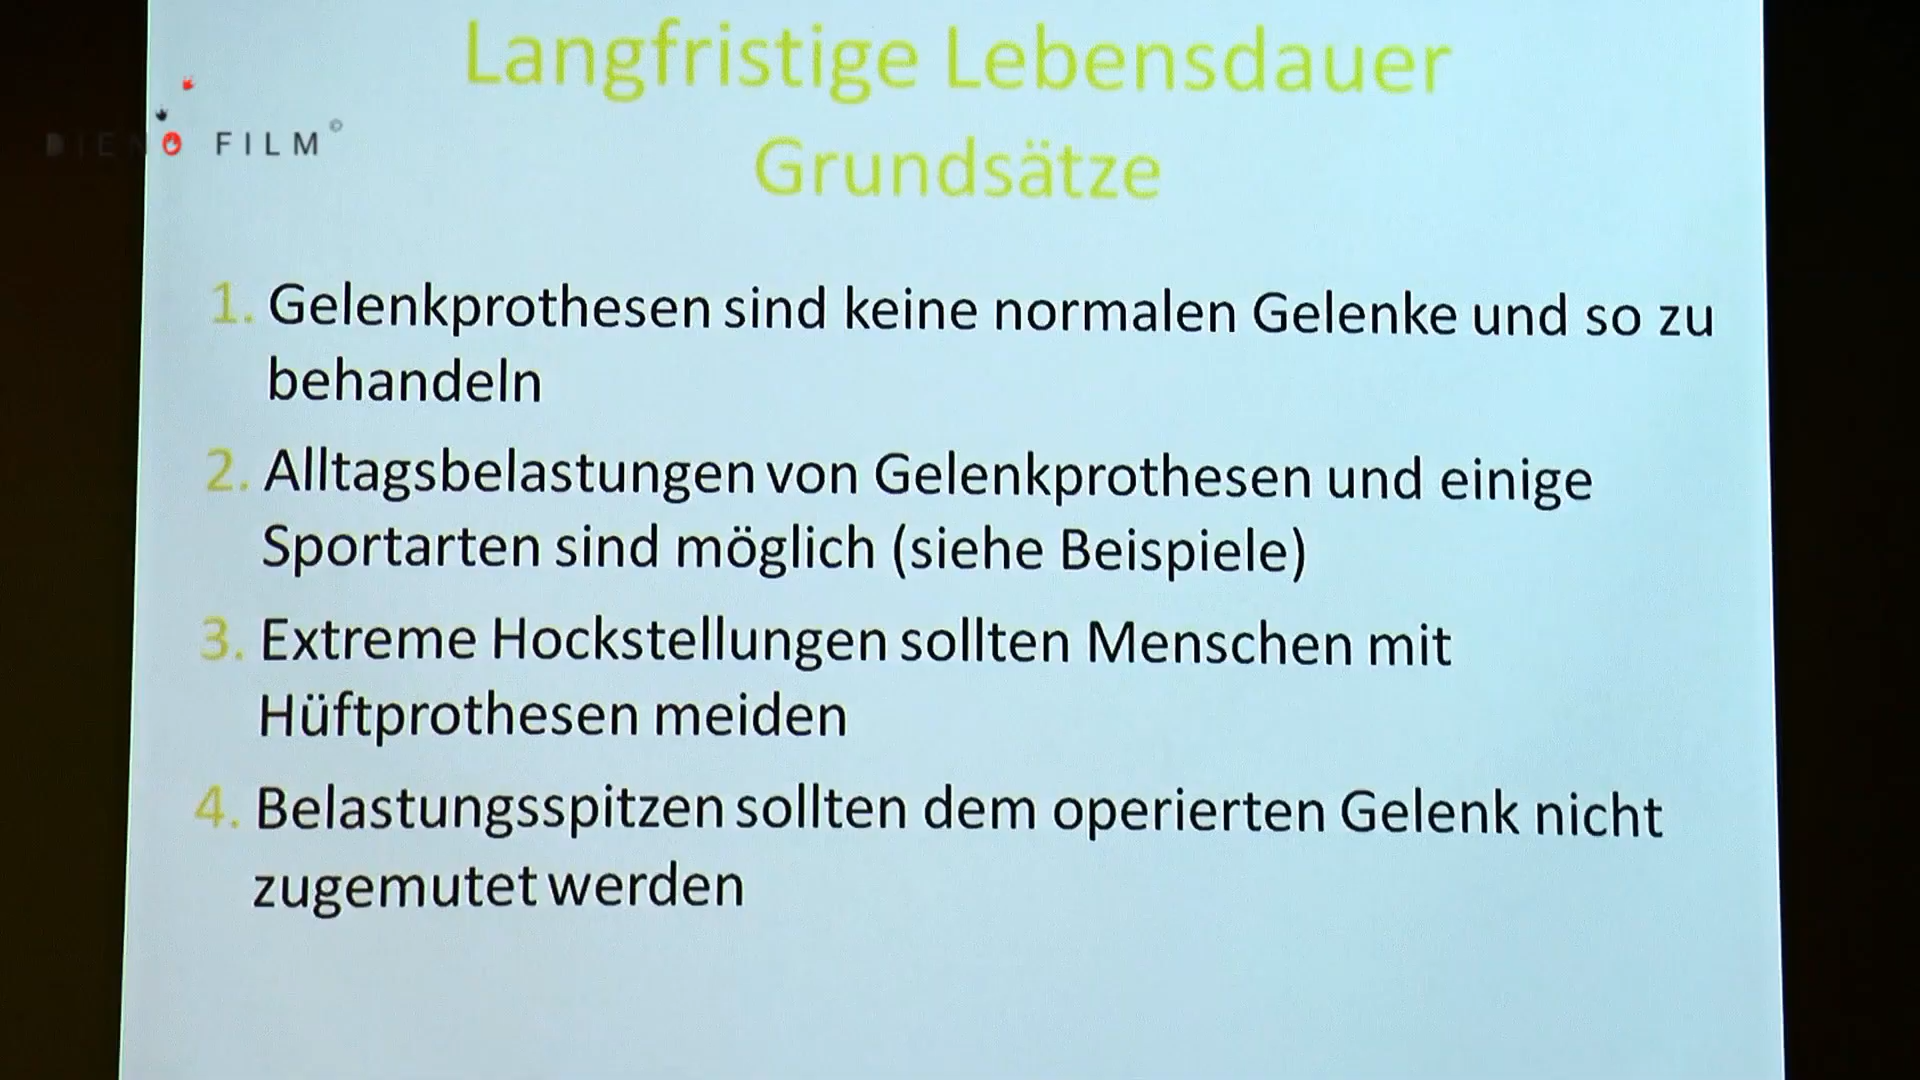 Langfristige Lebensdauer
Grundsätze
FILM©
1. Gelenkprothesen sind keine normalen Gelenke und so zu
behandeln
2. Alltagsbelastungen von Gelenkprothesen und einige
Sportarten sind möglich (siehe Beispiele)
3. Extreme Hockstellungen sollten Menschen mit
Hüftprothesen meiden
4. Belastungsspitzen sollten dem operierten Gelenk nicht
zugemutet werden